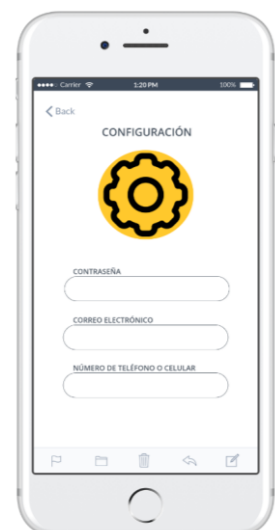 Carrier 1:20 PM 100%
Back
CONFIGURACIÓN
CONTRASEÑA
CORREO ELECTRÓNICO
NÚMERO DE TELÉFONO O CELULAR